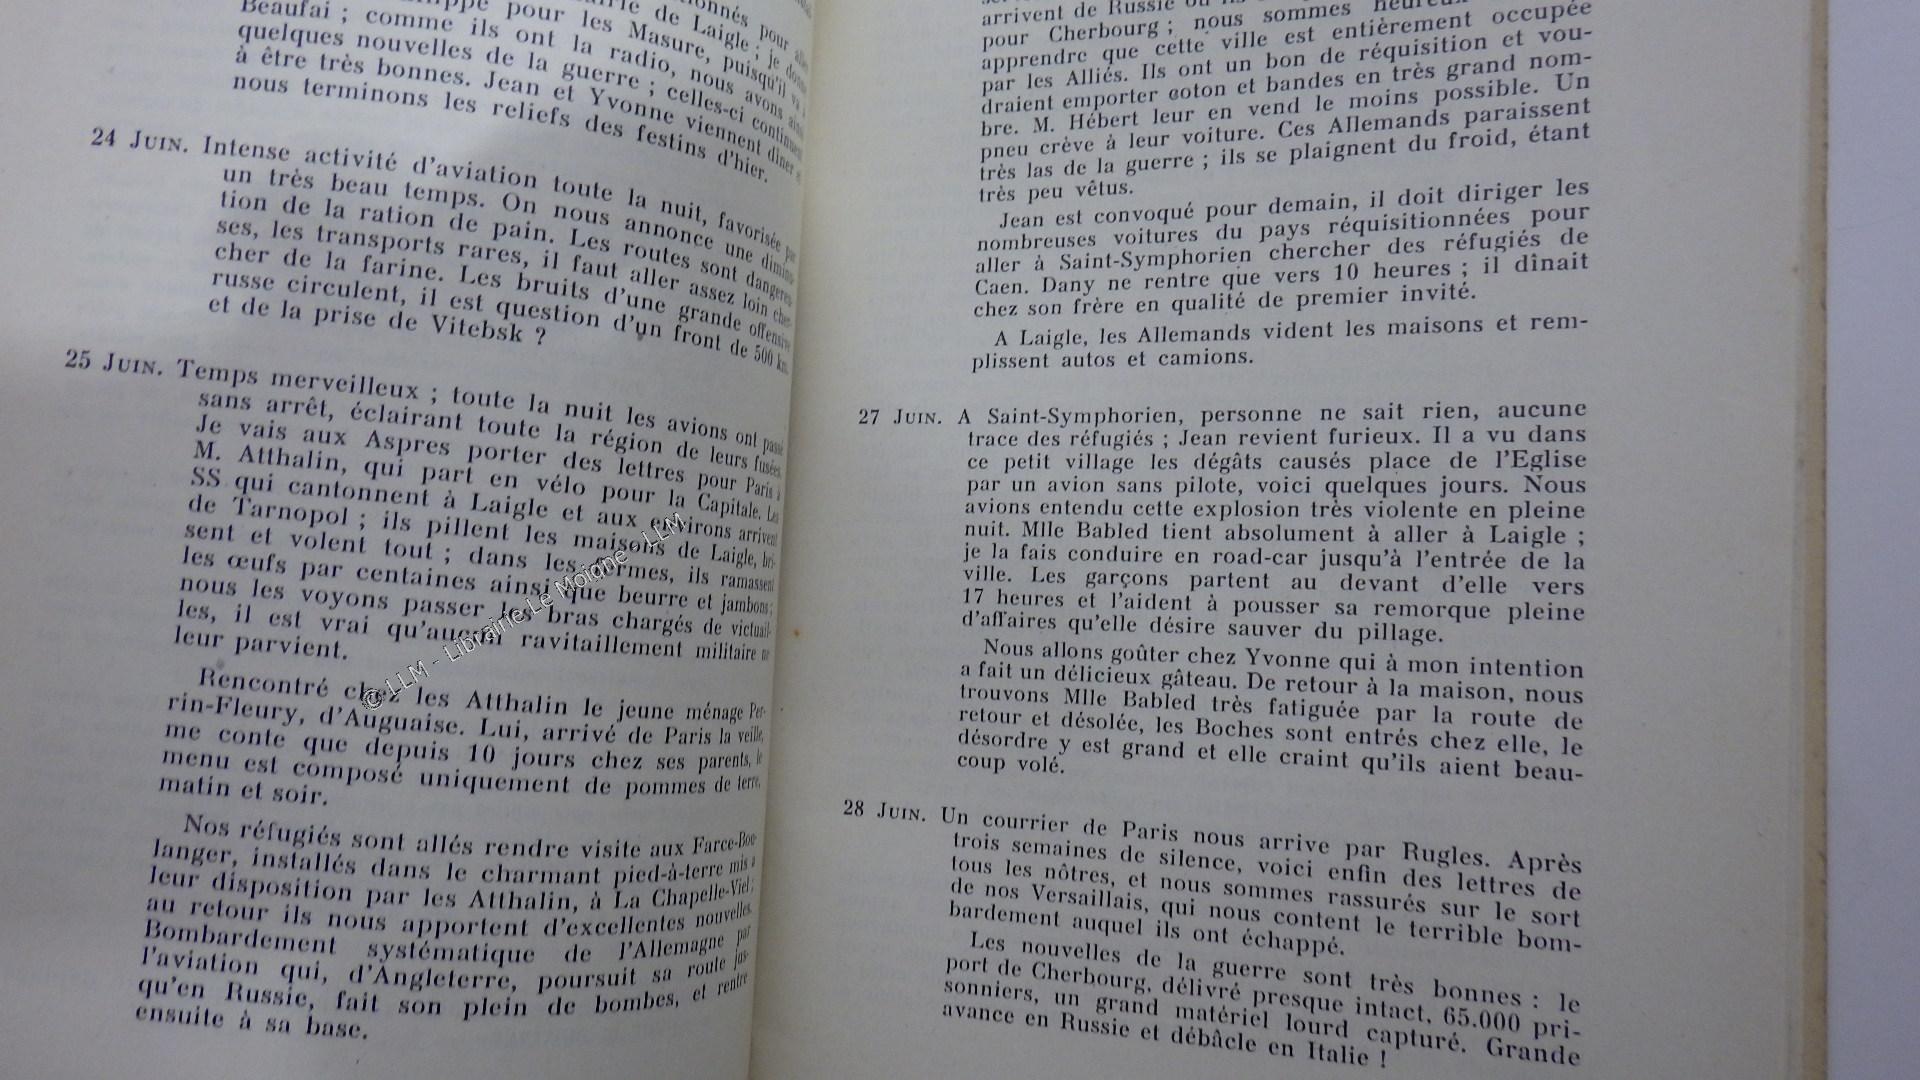 de Laigle ; je
pour les Masure, puisqu'il va à
Beaufai ; comme ils ont la radio, nous avons ainsi
quelques nouvelles de la guerre ; celles-ci continuent
à être très bonnes. Jean et Yvonne viennent dîner et
nous terminons les reliefs des festins d'hier.
24 JUIN. Intense activité d'aviation toute la nuit, favorisée par
un très beau temps. On nous annonce une diminu-
tion de la ration de pain. Les routes sont dangereu-
ses, les transports rares, il faut aller assez loin cher-
cher de la farine. Les bruits d'une grande offensive
russe circulent, il est question d'un front de 500 km.
et de la prise de Vitebsk ?
25 JUIN. Temps merveilleux ; toute la nuit les avions ont passé
sans arrêt, éclairant toute la région de leurs fusées.
Je vais aux Aspres porter des lettres pour Paris à
M. Atthalin, qui part en vélo pour la Capitale. Les
SS qui cantonnent à Laigle et aux environs arrivent
de Tarnopol ; ils pillent les maisons de Laigle, bri-
sent et volent tout ; dans les fermes, ils ramassent
les œufs par centaines ainsi que beurre et jambons ;
nous les voyons passer les bras chargés de victuail-
les, il est vrai qu'aucun ravitaillement militaire ne
leur parvient.
Rencontré chez les Atthalin le jeune ménage Per-
rin-Fleury, d'Auguaise. Lui, arrivé de Paris la veille,
me conte que depuis 10 jours chez ses parents, le
menu est composé uniquement de pommes de terre,
matin et soir.
Nos réfugiés sont allés rendre visite aux Farce-Bou-
langer, installés dans le charmant pied-à-terre mis à
leur disposition par les Atthalin, à La Chapelle-Viel ;
au retour ils nous apportent d'excellentes nouvelles.
Bombardement systématique de l'Allemagne par
l'aviation qui, d'Angleterre, poursuit sa route jus-
qu'en Russie, fait son plein de bombes, et rentre
ensuite à sa base.
arrivent de Russie
pour Cherbourg ; nous sommes heureux
apprendre que cette ville est entièrement occupée
par les Alliés. Ils ont un bon de réquisition et vou-
draient emporter coton et bandes en très grand nom-
bre. M. Hébert leur en vend le moins possible. Un
pneu crève à leur voiture. Ces Allemands paraissent
très las de la guerre ; ils se plaignent du froid, étant
très peu vêtus.
Jean est convoqué pour demain, il doit diriger les
nombreuses voitures du pays réquisitionnées pour
aller à Saint-Symphorien chercher des réfugiés de
Caen. Dany ne rentre que vers 10 heures ; il dînait
chez son frère en qualité de premier invité.
A Laigle, les Allemands vident les maisons et rem-
plissent autos et camions.
27 JUIN. A Saint-Symphorien, personne ne sait rien, aucune
trace des réfugiés ; Jean revient furieux. Il a vu dans
ce petit village les dégâts causés place de l'Eglise
par un avion sans pilote, voici quelques jours. Nous
avions entendu cette explosion très violente en pleine
nuit. Mlle Babled tient absolument à aller à Laigle ;
je la fais conduire en road-car jusqu'à l'entrée de la
ville. Les garçons partent au devant d'elle vers
17 heures et l'aident à pousser sa remorque pleine
d'affaires qu'elle désire sauver du pillage.
Nous allons goûter chez Yvonne qui à mon intention
a fait un délicieux gâteau. De retour à la maison, nous
trouvons Mlle Babled très fatiguée par la route de
retour et désolée, les Boches sont entrés chez elle, le
désordre y est grand et elle craint qu'ils aient beau-
coup volé.
28 JUIN. Un courrier de Paris nous arrive par Rugles. Après
trois semaines de silence, voici enfin des lettres de
tous les nôtres, et nous sommes rassurés sur le sort
de nos Versaillais, qui nous content le terrible bom-
bardement auquel ils ont échappé.
Les nouvelles de la guerre sont très bonnes : le
port de Cherbourg, délivré presque intact, 65.000 pri-
sonniers, un grand matériel lourd capturé. Grande
avance en Russie et débâcle en Italie !
© LLM - Librairie Le Moigne - LLM